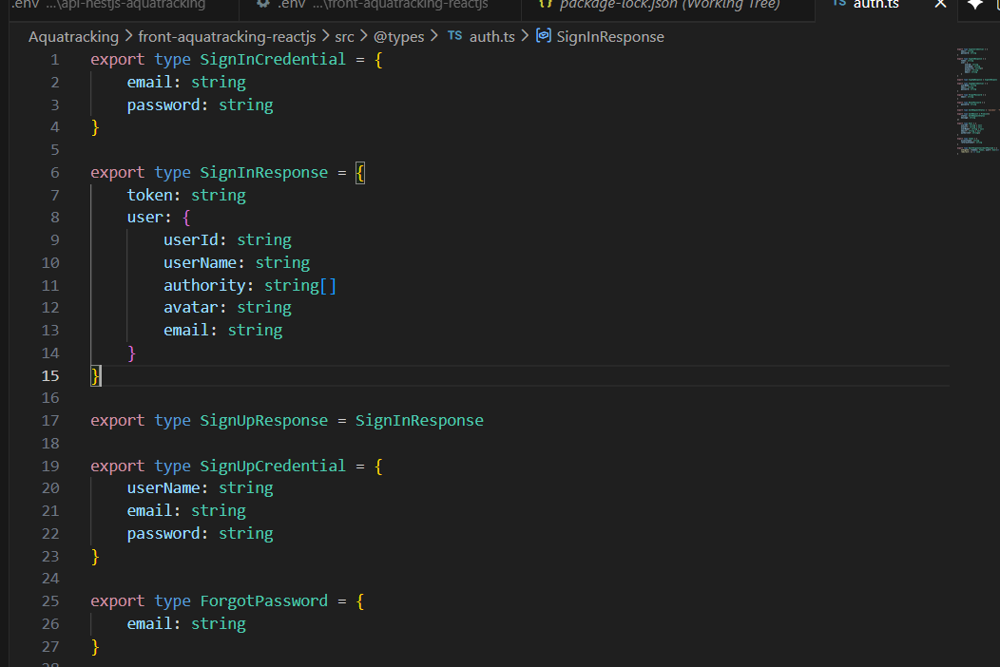 .env ...\api-nestjs-aquatracking
.env ...\front-aquatracking-reactjs
{} package-lock.json (Working Tree)
TS auth.ts
Aquatracking > front-aquatracking-reactjs > src > @types > TS auth.ts > SignInResponse
1 export type SignInCredential = {
2 email: string
3 password: string
4 }
5
6 export type SignInResponse = {
7 token: string
8 user: {
9 userId: string
10 userName: string
11 authority: string[]
12 avatar: string
13 email: string
14 }
15 }
16
17 export type SignUpResponse = SignInResponse
18
19 export type SignUpCredential = {
20 userName: string
21 email: string
22 password: string
23 }
24
25 export type ForgotPassword = {
26 email: string
27 }
28